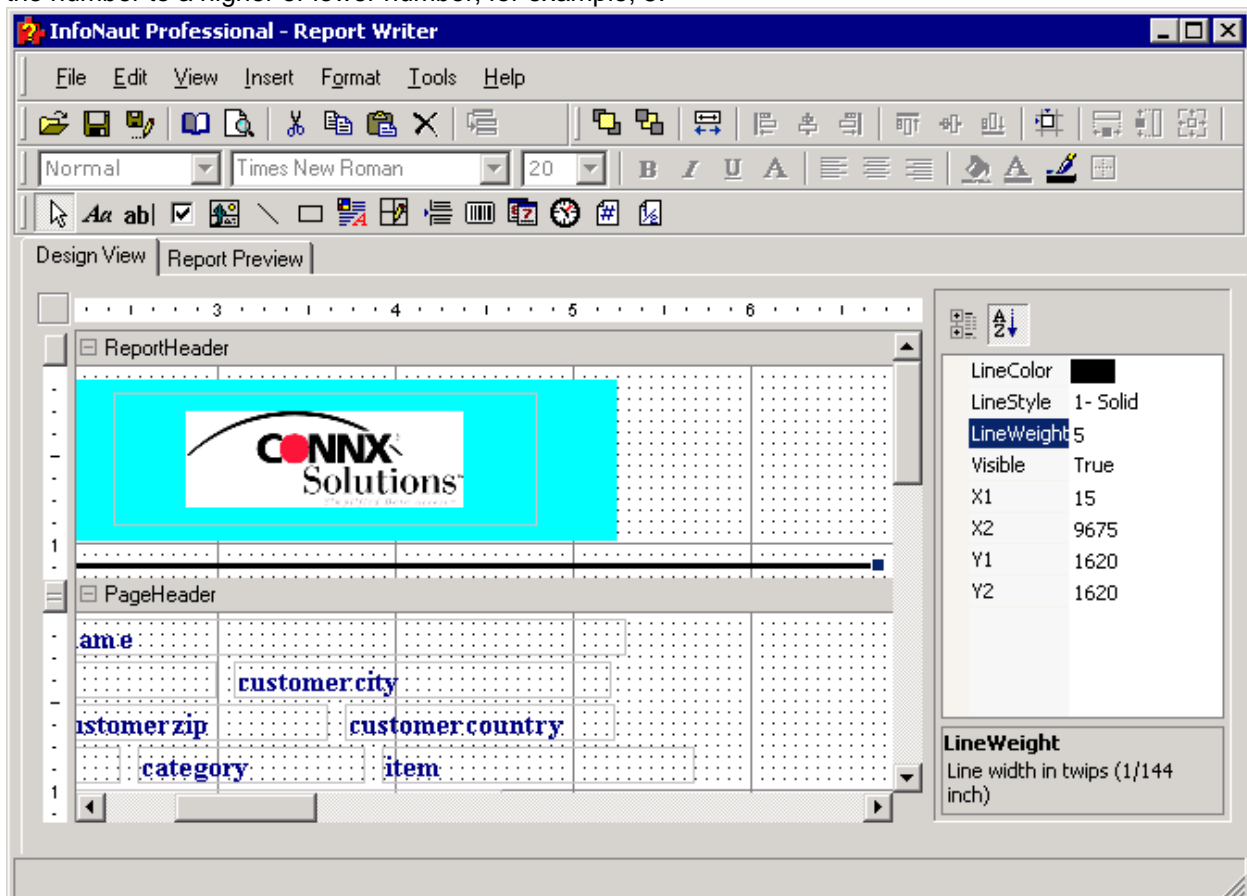 the number to a higher or lower number, for example, 5.
InfoNaut Professional - Report Writer
File Edit View Insert Format Tools Help
Normal Times New Roman 20 B I U A A
Aa ab|
Design View Report Preview
3 4 5 6
ReportHeader
CONNX
Solutions
1
PageHeader
ame
customer.city
ustomerzip customer.country
category item
1
LineColor
LineStyle 1- Solid
LineWeight 5
Visible True
X1 15
X2 9675
Y1 1620
Y2 1620
LineWeight
Line width in twips (1/144
inch)